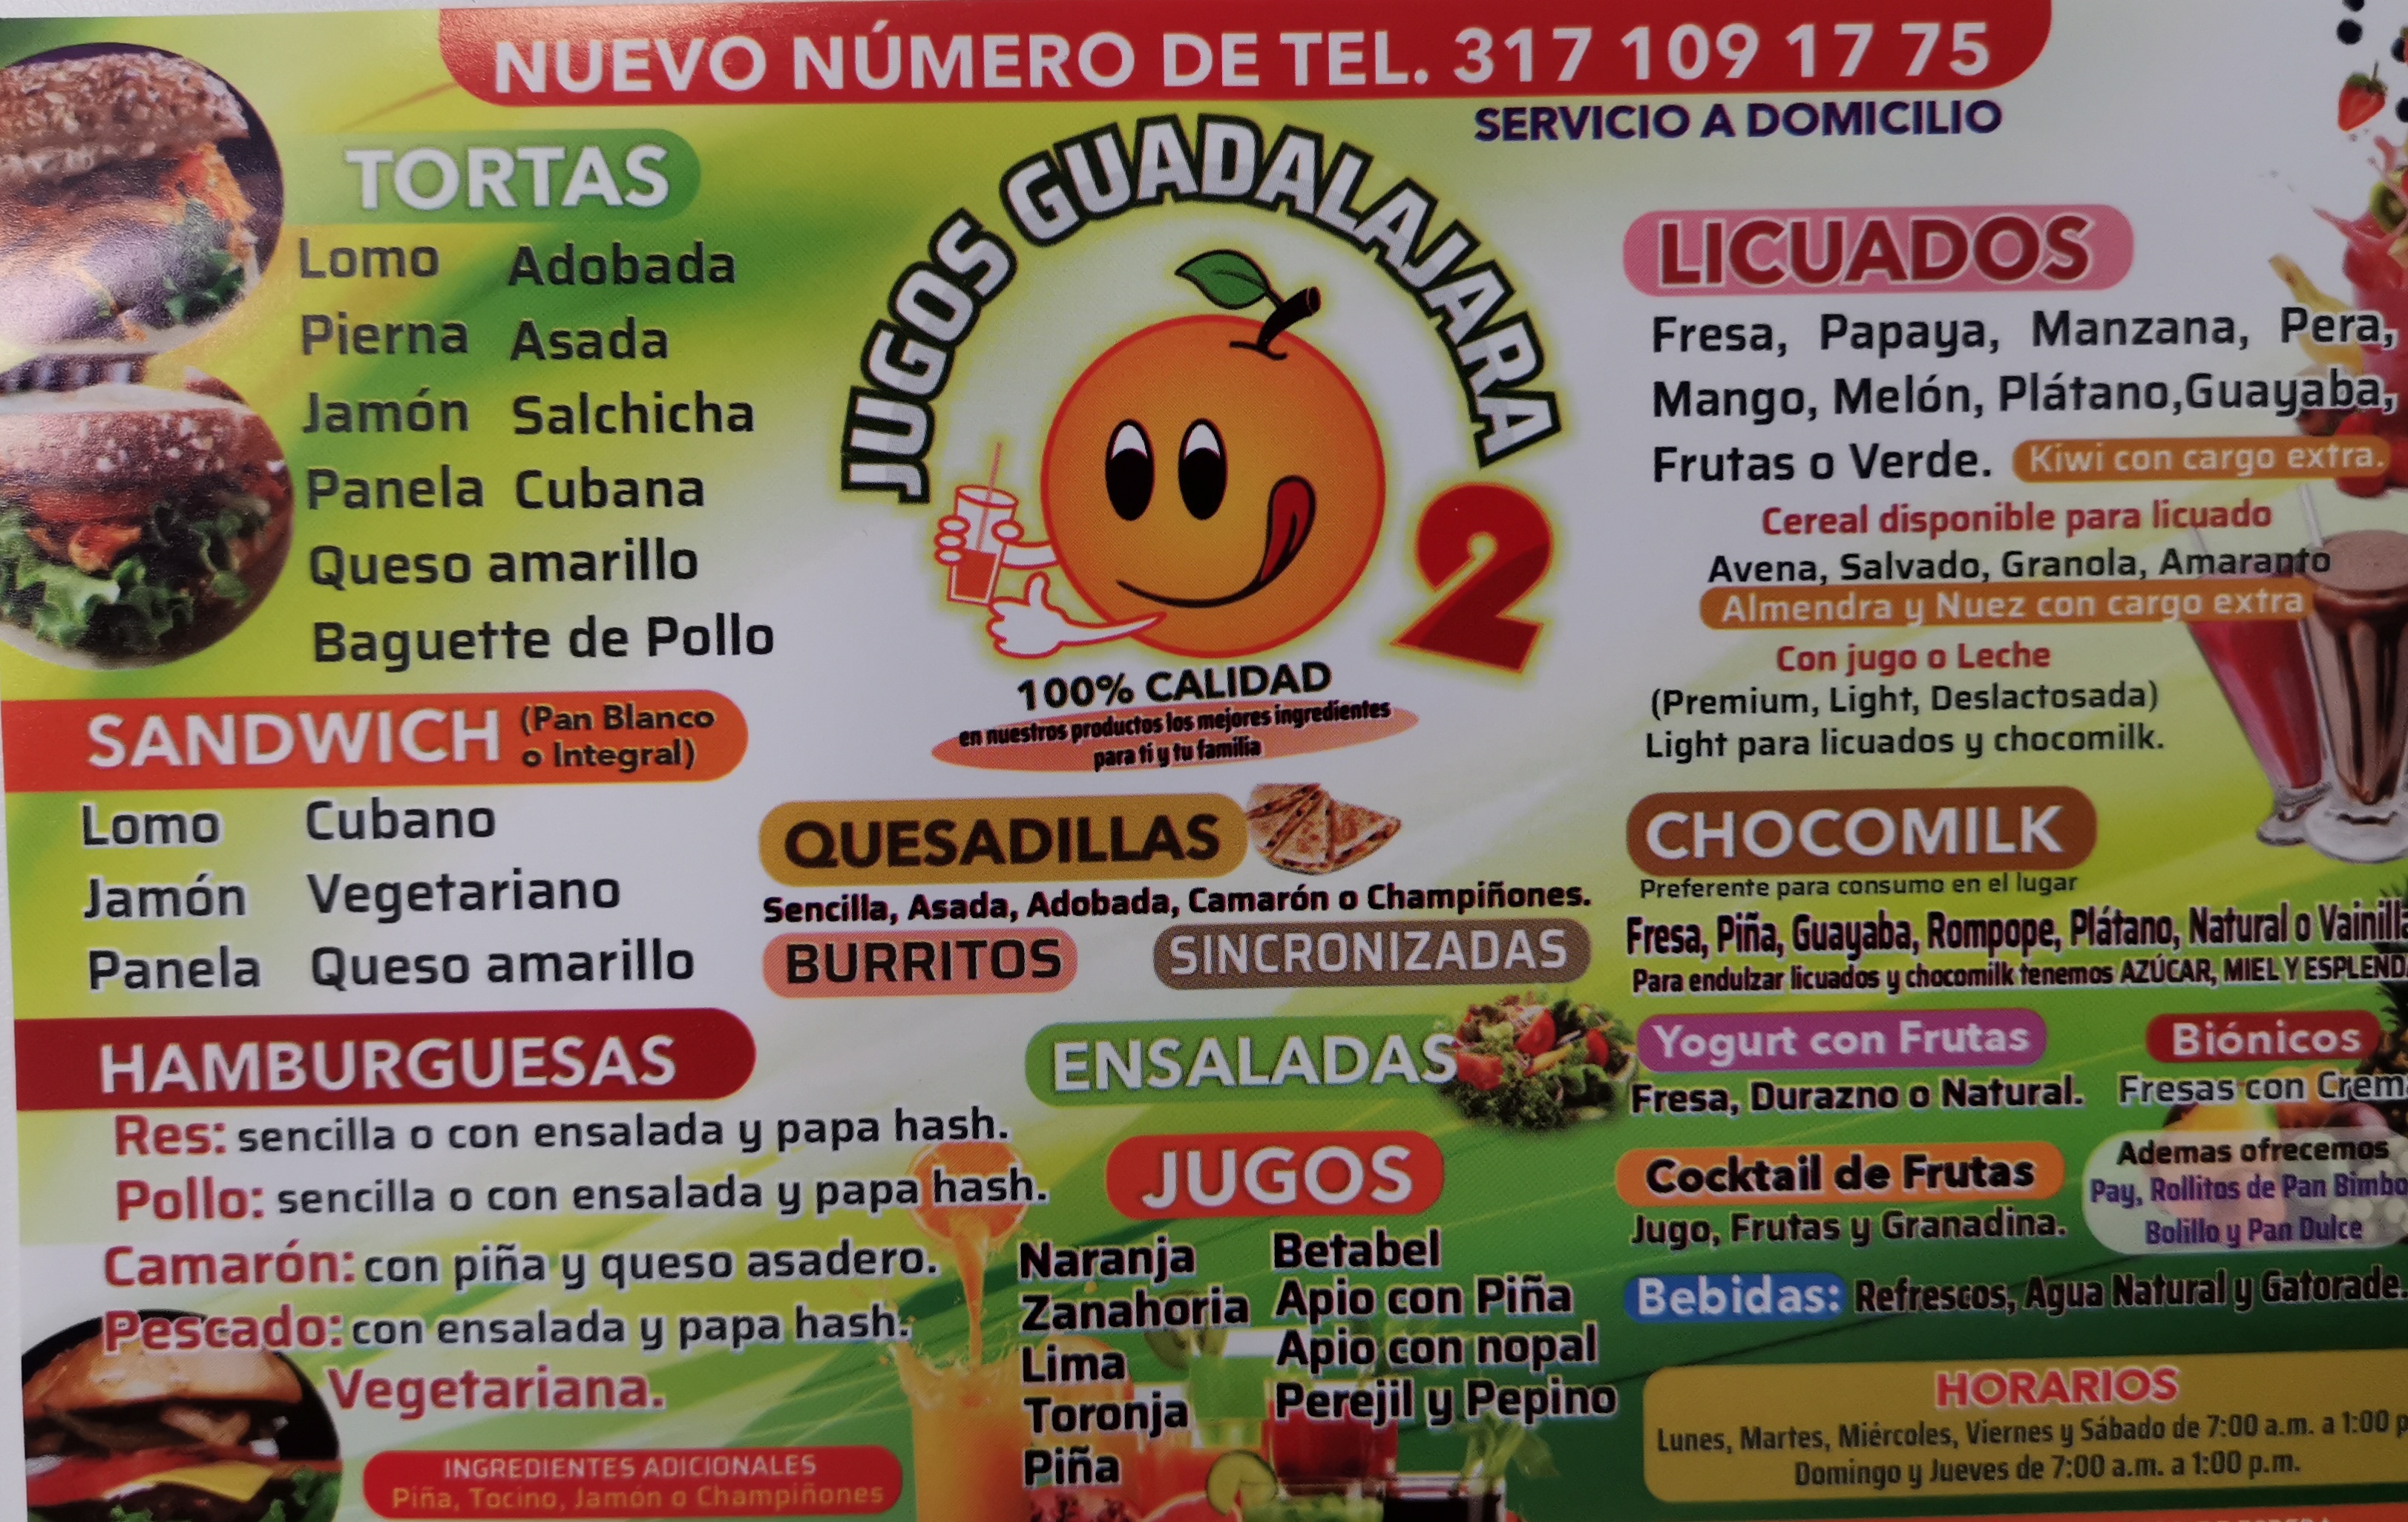 NUEVO NÚMERO DE TEL. 317 109 17 75
SERVICIO A DOMICILIO
JUGOS GUADALAJARA
2
100% CALIDAD
en nuestros productos los mejores ingredientes
para ti y tu familia
TORTAS
Lomo Adobada
Pierna Asada
Jamón Salchicha
Panela Cubana
Queso amarillo
Baguette de Pollo
SANDWICH (Pan Blanco
o Integral)
Lomo Cubano
Jamón Vegetariano
Panela Queso amarillo
HAMBURGUESAS
Res: sencilla o con ensalada y papa hash.
Pollo: sencilla o con ensalada y papa hash.
Camarón: con piña y queso asadero.
Pescado: con ensalada y papa hash.
Vegetariana.
INGREDIENTES ADICIONALES
Piña, Tocino, Jamón o Champiñones
QUESADILLAS
Sencilla, Asada, Adobada, Camarón o Champiñones.
BURRITOS SINCRONIZADAS
ENSALADAS
JUGOS
Naranja
Zanahoria
Lima
Toronja
Piña
Betabel
Apio con Piña
Apio con nopal
Perejil y Pepino
LICUADOS
Fresa, Papaya, Manzana, Pera,
Mango, Melón, Plátano,Guayaba,
Frutas o Verde. Kiwi con cargo extra.
Cereal disponible para licuado
Avena, Salvado, Granola, Amaranto
Almendra y Nuez con cargo extra
Con jugo o Leche
(Premium, Light, Deslactosada)
Light para licuados y chocomilk.
CHOCOMILK
Preferente para consumo en el lugar
Fresa, Piña, Guayaba, Rompope, Plátano, Natural o Vainilla
Para endulzar licuados y chocomilk tenemos AZÚCAR, MIEL Y ESPLENDA
Yogurt con Frutas
Fresa, Durazno o Natural.
Biónicos
Fresas con Crem
Cocktail de Frutas
Jugo, Frutas y Granadina.
Ademas ofrecemos
Pay, Rollitos de Pan Bimbo
Bolillo y Pan Dulce
Bebidas: Refrescos, Agua Natural y Gatorade.
HORARIOS
Lunes, Martes, Miércoles, Viernes y Sábado de 7:00 a.m. a 1:00 p
Domingo y Jueves de 7:00 a.m. a 1:00 p.m.